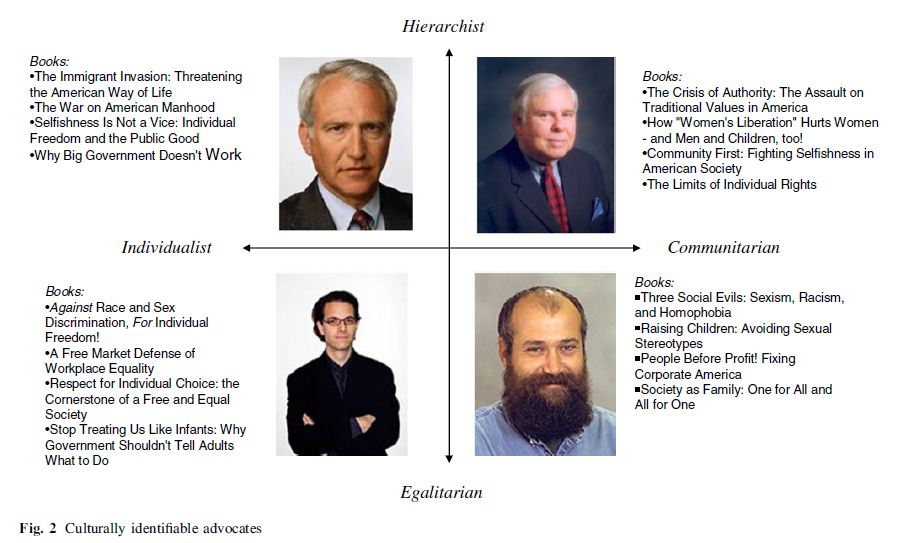 Hierarchist
Books:
•The Immigrant Invasion: Threatening
the American Way of Life
•The War on American Manhood
•Selfishness Is Not a Vice: Individual
Freedom and the Public Good
•Why Big Government Doesn't Work
Books:
•The Crisis of Authority: The Assault on
Traditional Values in America
•How "Women's Liberation" Hurts Women
- and Men and Children, too!
•Community First: Fighting Selfishness in
American Society
•The Limits of Individual Rights
Individualist
Communitarian
Books:
•Against Race and Sex
Discrimination, For Individual
Freedom!
•A Free Market Defense of
Workplace Equality
•Respect for Individual Choice: the
Cornerstone of a Free and Equal
Society
•Stop Treating Us Like Infants: Why
Government Shouldn't Tell Adults
What to Do
Books:
▪Three Social Evils: Sexism, Racism,
and Homophobia
▪Raising Children: Avoiding Sexual
Stereotypes
▪People Before Profit! Fixing
Corporate America
▪Society as Family: One for All and
All for One
Egalitarian
Fig. 2 Culturally identifiable advocates